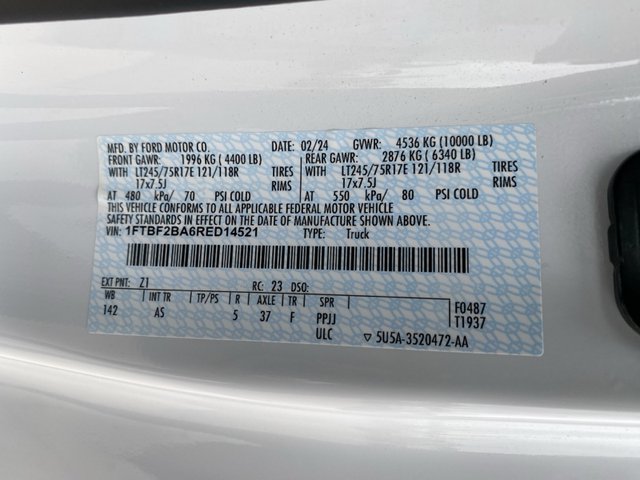 MFD. BY FORD MOTOR CO. DATE: 02/24 GVWR: 4536 KG (10000 LB)
FRONT GAWR: 1996 KG (4400 LB) REAR GAWR: 2876 KG (6340 LB)
WITH LT245/75R17E 121/118R TIRES WITH LT245/75R17E 121/118R TIRES
17x7.5J RIMS 17x7.5J RIMS
AT 480 kPa/ 70 PSI COLD AT 550 kPa/ 80 PSI COLD
THIS VEHICLE CONFORMS TO ALL APPLICABLE FEDERAL MOTOR VEHICLE
SAFETY STANDARDS IN EFFECT ON THE DATE OF MANUFACTURE SHOWN ABOVE.
VIN: 1FTBF2BA6RED14521 TYPE: Truck
EXT PNT: Z1 RC: 23 DSO:
WB INT TR TP/PS R AXLE TR SPR F0487
142 AS 5 37 F PPJJ T1937
ULC 5U5A-3520472-AA